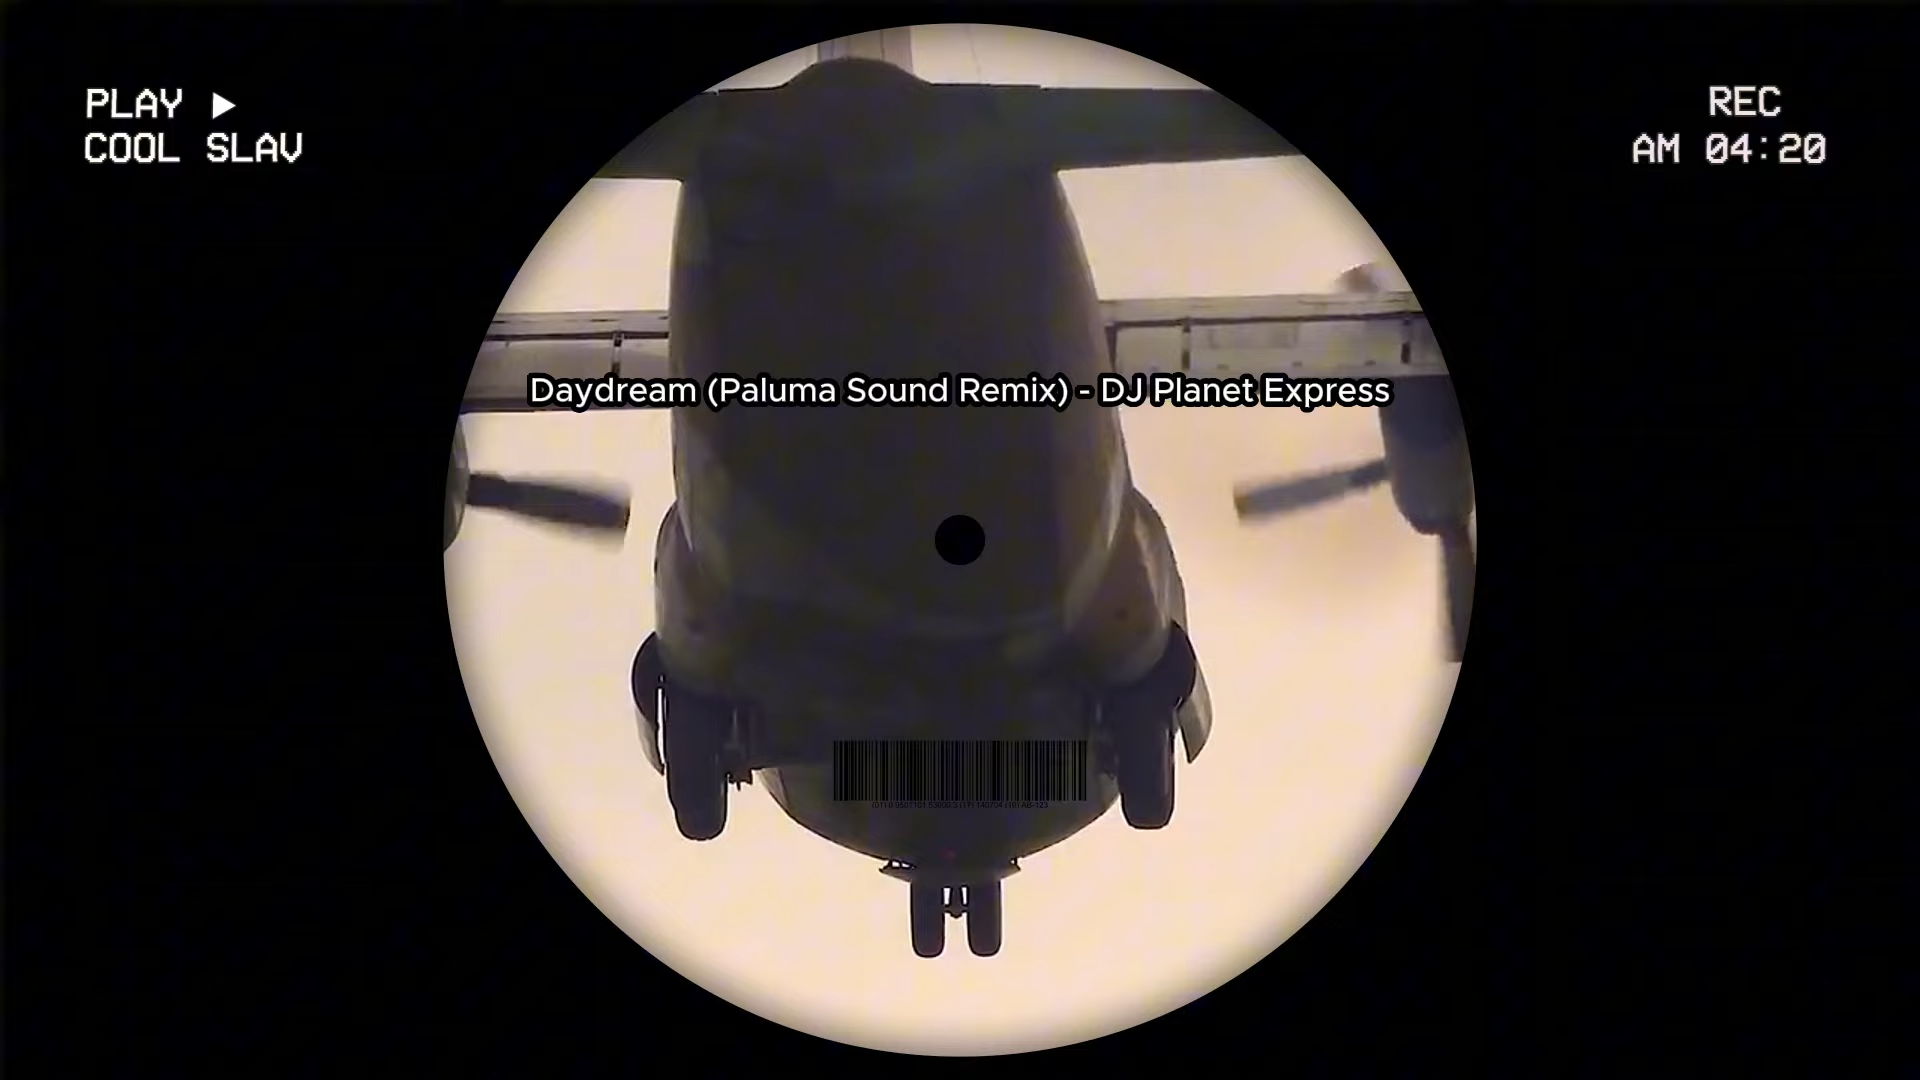 PLAY ▶
COOL SLAV
REC
AM 04:20
Daydream (Paluma Sound Remix) - DJ Planet Express